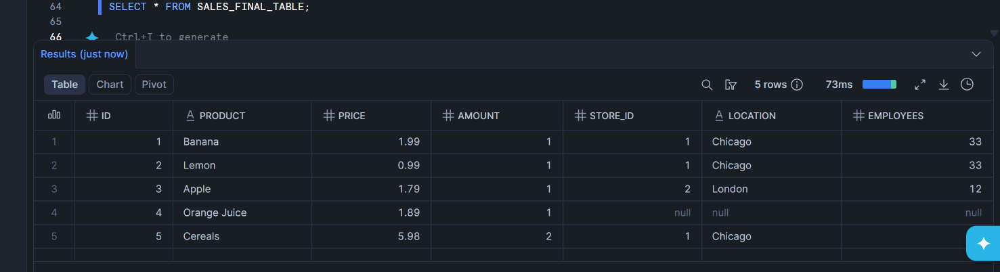 64 SELECT * FROM SALES_FINAL_TABLE;
65
66 Ctrl+I to generate
Results (just now)
Table Chart Pivot 5 rows 73ms
ID PRODUCT PRICE AMOUNT STORE_ID LOCATION EMPLOYEES
1 1 Banana 1.99 1 1 Chicago 33
2 2 Lemon 0.99 1 1 Chicago 33
3 3 Apple 1.79 1 2 London 12
4 4 Orange Juice 1.89 1 null null null
5 5 Cereals 5.98 2 1 Chicago